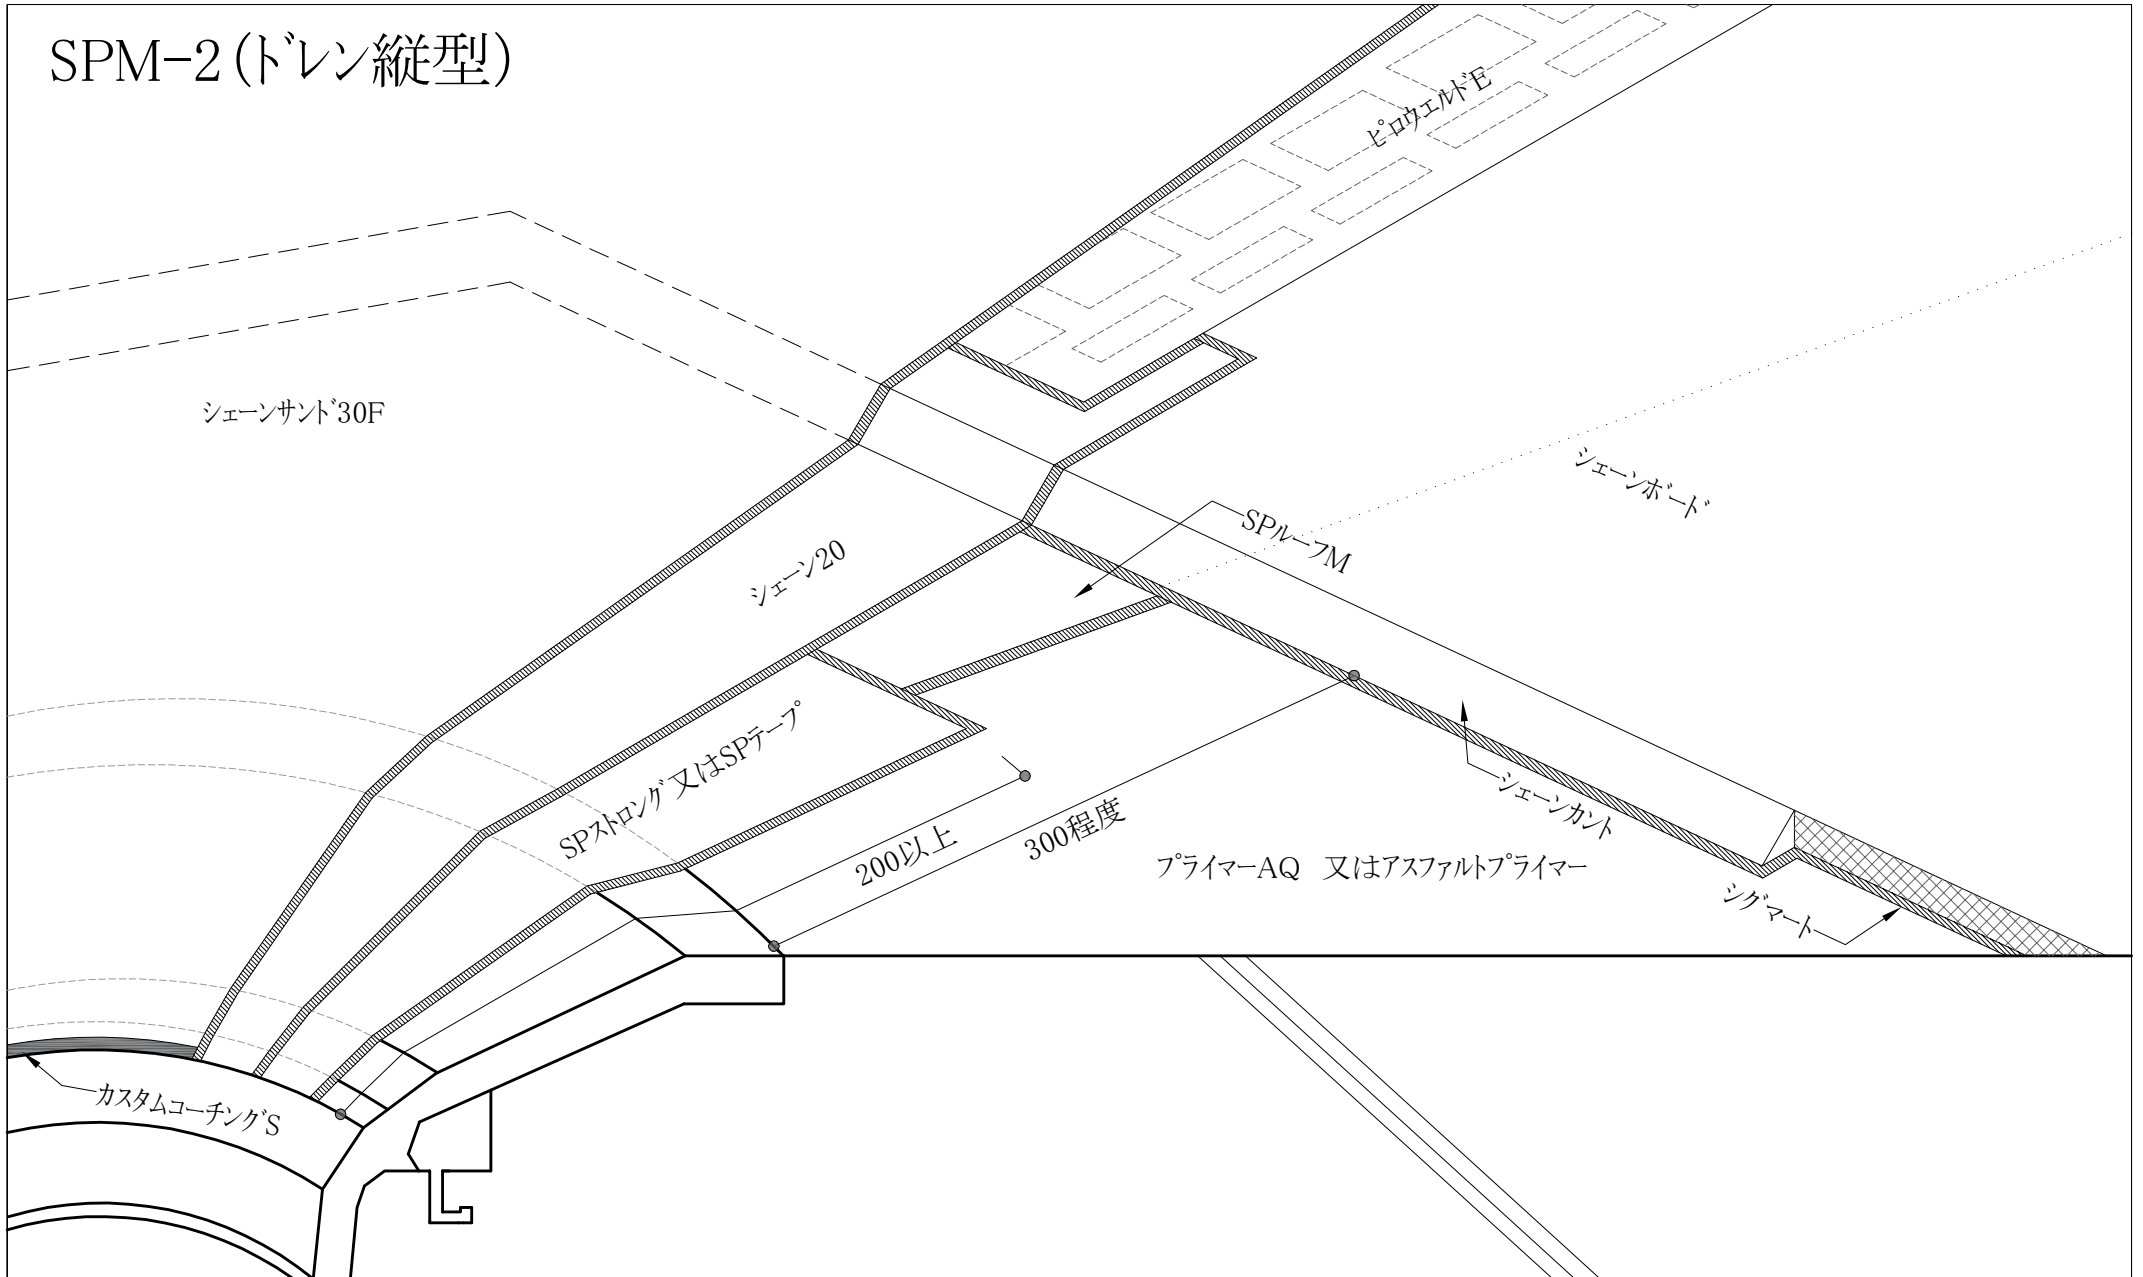 SPM-2(ドレン縦型)
ピロウエルドE
シェーンサンド30F
シェーンボード
SPルーフM
シェーン20
SPストロング又はSPテープ
シェーンカント
200以上
300程度
プライマーAQ 又はアスファルトプライマー
シグマート
カスタムコーチングS